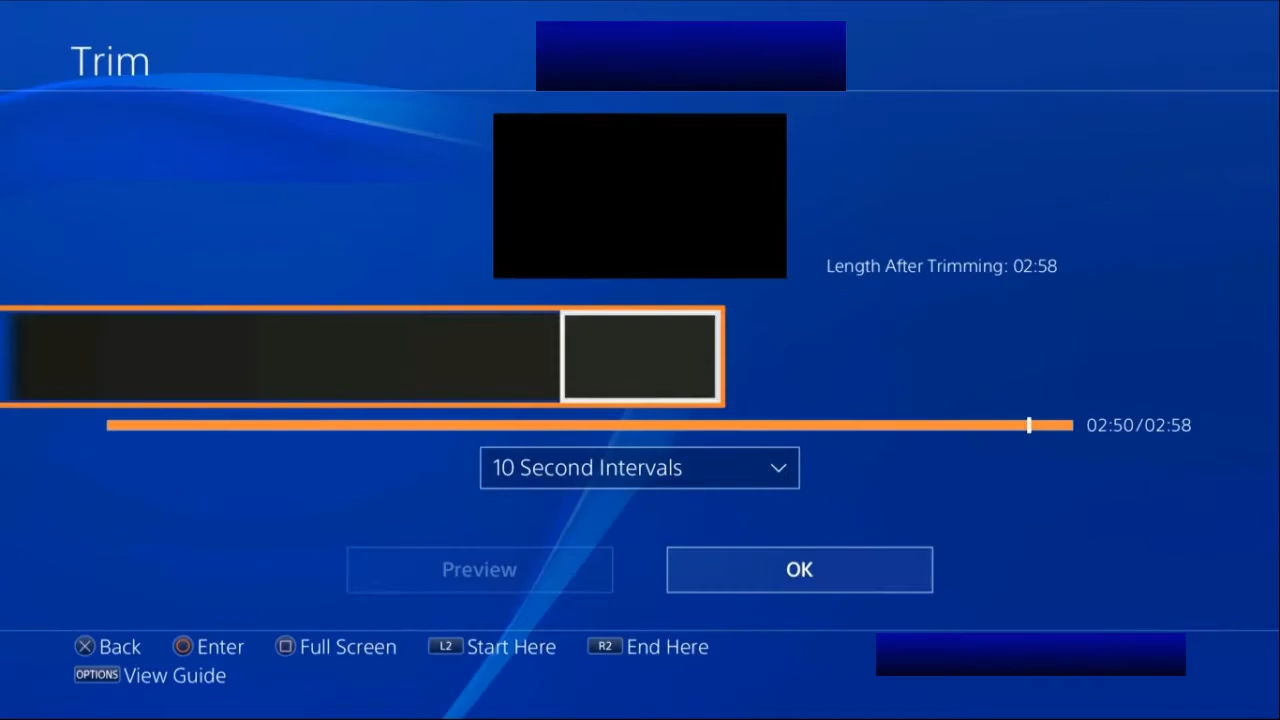 Trim
Length After Trimming: 02:58
02:50/02:58
10 Second Intervals
Preview
OK
Back Enter Full Screen L2 Start Here R2 End Here
OPTIONS View Guide